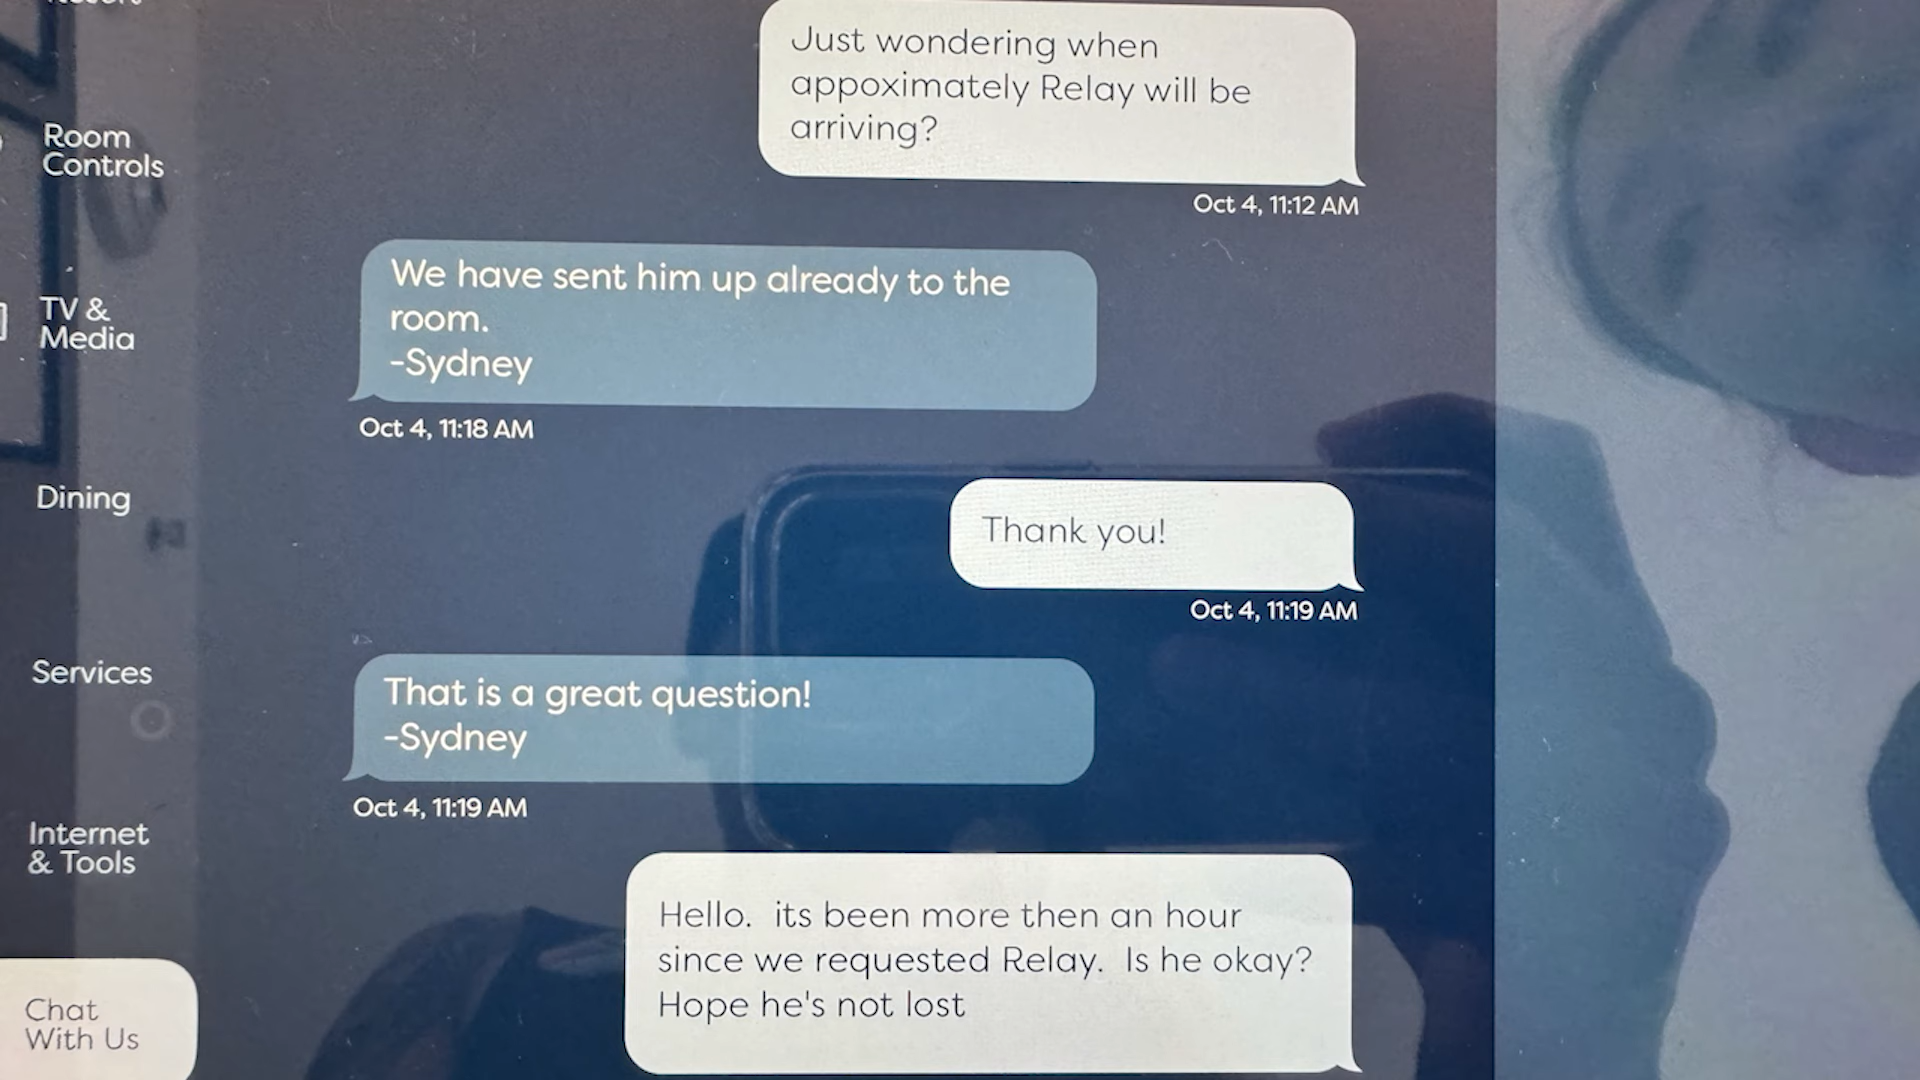 Room
Controls
TV &
Media
Dining
Services
Internet
& Tools
Chat
With Us
Just wondering when
appoximately Relay will be
arriving?
Oct 4, 11:12 AM
We have sent him up already to the
room.
-Sydney
Oct 4, 11:18 AM
Thank you!
Oct 4, 11:19 AM
That is a great question!
-Sydney
Oct 4, 11:19 AM
Hello.  its been more then an hour
since we requested Relay.  Is he okay?
Hope he's not lost